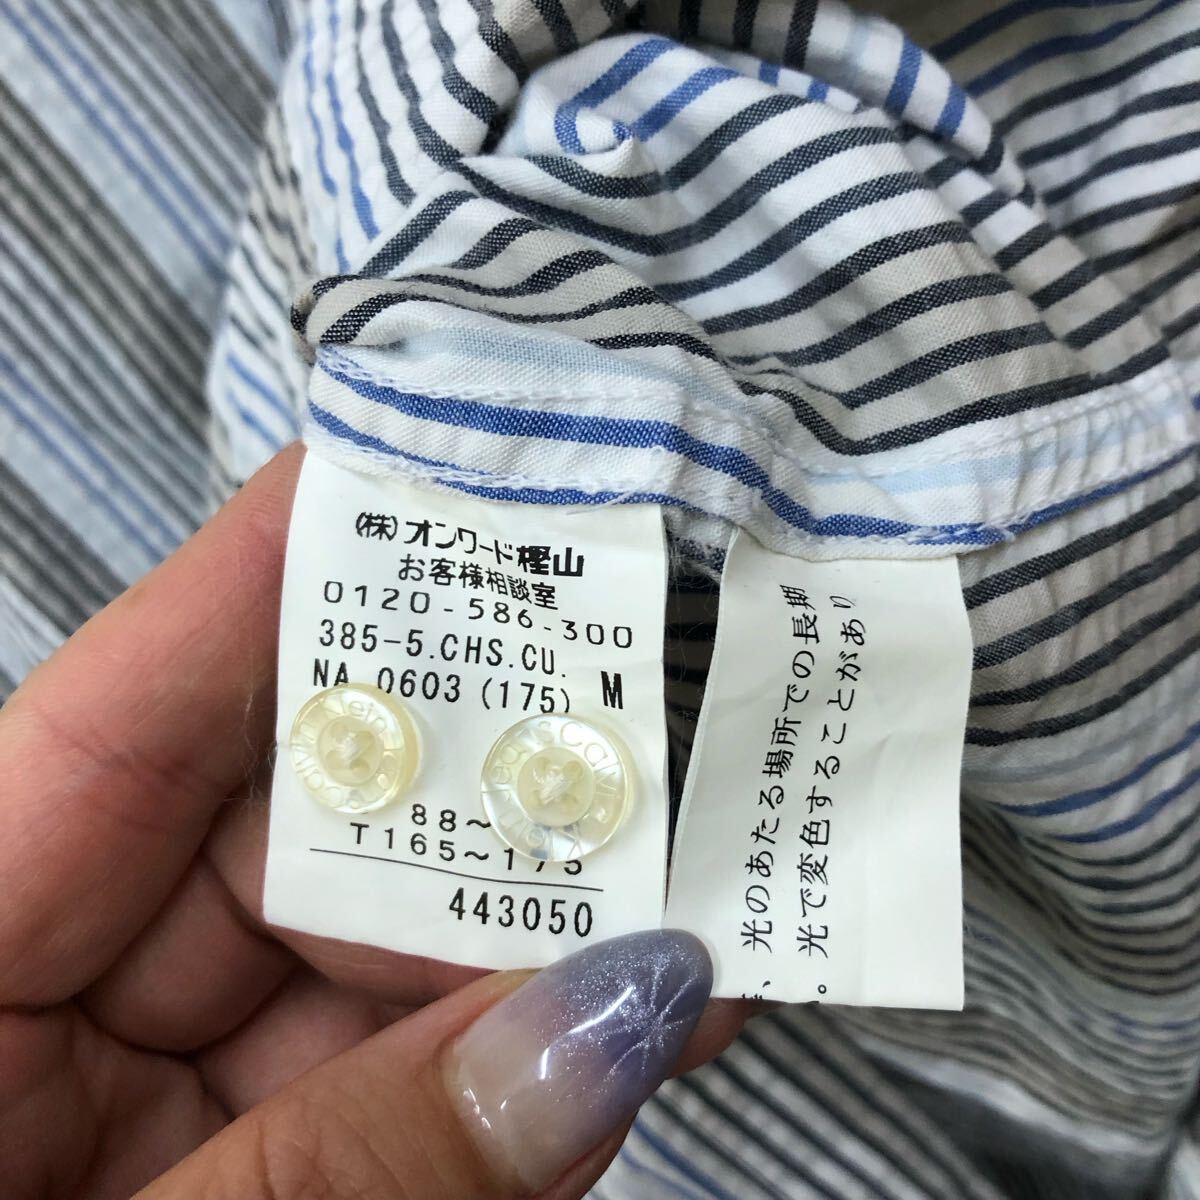 (株)オンワード樫山
お客様相談室
0120-586-300
385-5.CHS.CU.
NA 0603 (175) M
88~
T165~175
443050
光のあたる場所での長期
光で変色することがあり